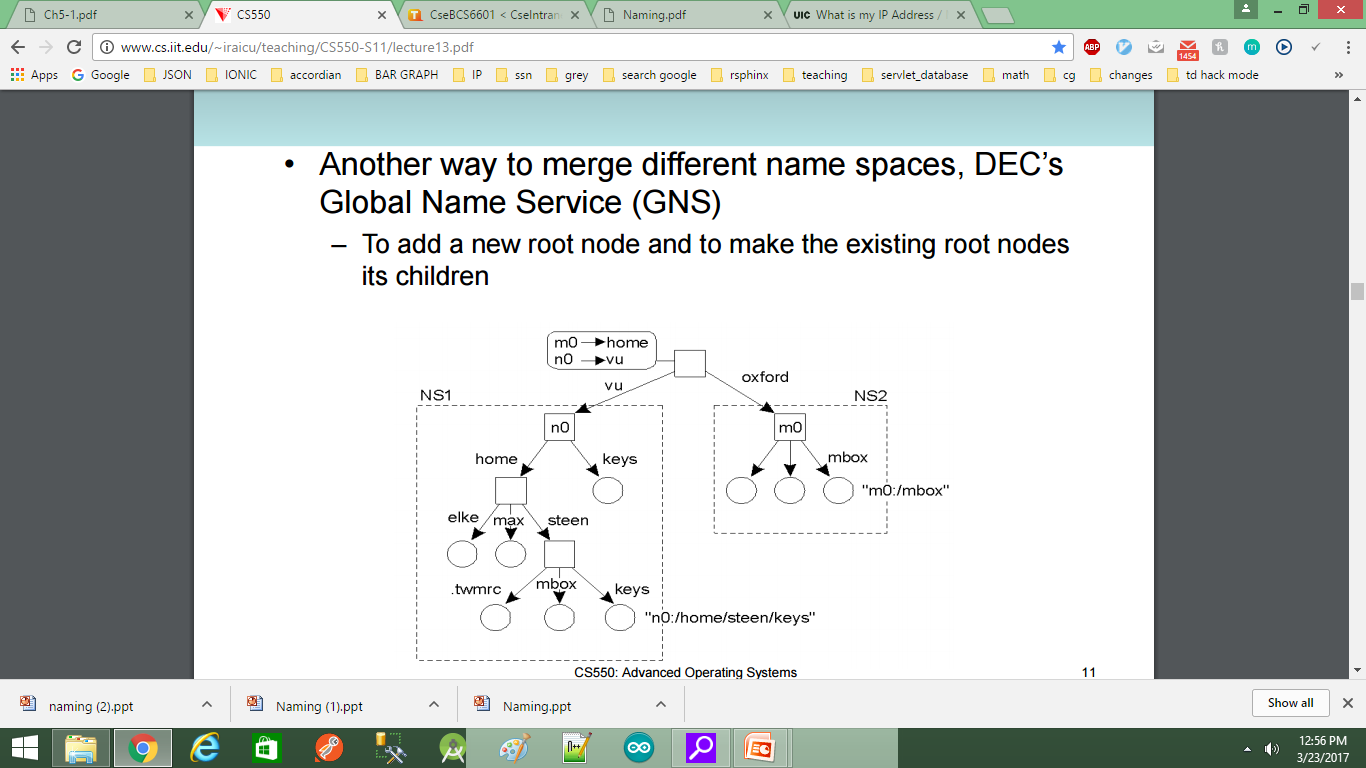 Ch5-1.pdf
CS550
CseBCS6601 < CseIntran
Naming.pdf
UIC What is my IP Address /
www.cs.iit.edu/~iraicu/teaching/CS550-S11/lecture13.pdf
ABP
1454
m
Apps Google JSON IONIC accordian BAR GRAPH IP ssn grey search google rsphinx teaching servlet_database math cg changes td hack mode »
• Another way to merge different name spaces, DEC’s
Global Name Service (GNS)
– To add a new root node and to make the existing root nodes
its children
m0 → home
n0 → vu
vu
oxford
NS1
NS2
n0
m0
home
keys
mbox
"m0:/mbox"
elke
max
steen
.twmrc
mbox
keys
"n0:/home/steen/keys"
CS550: Advanced Operating Systems
11
naming (2).ppt
Naming (1).ppt
Naming.ppt
Show all
12:56 PM
3/23/2017